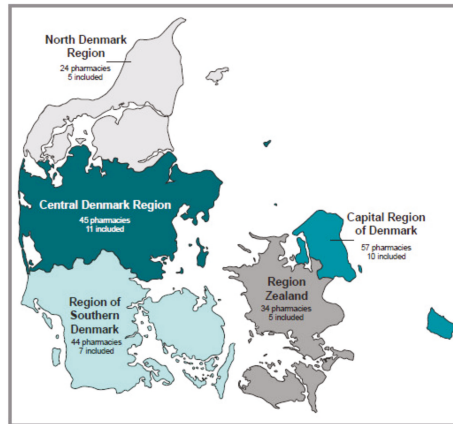 North Denmark
Region
24 pharmacies
5 included
Central Denmark Region
45 pharmacies
11 included
Capital Region
of Denmark
57 pharmacies
10 included
Region
Zealand
34 pharmacies
5 included
Region of
Southern
Denmark
44 pharmacies
7 included